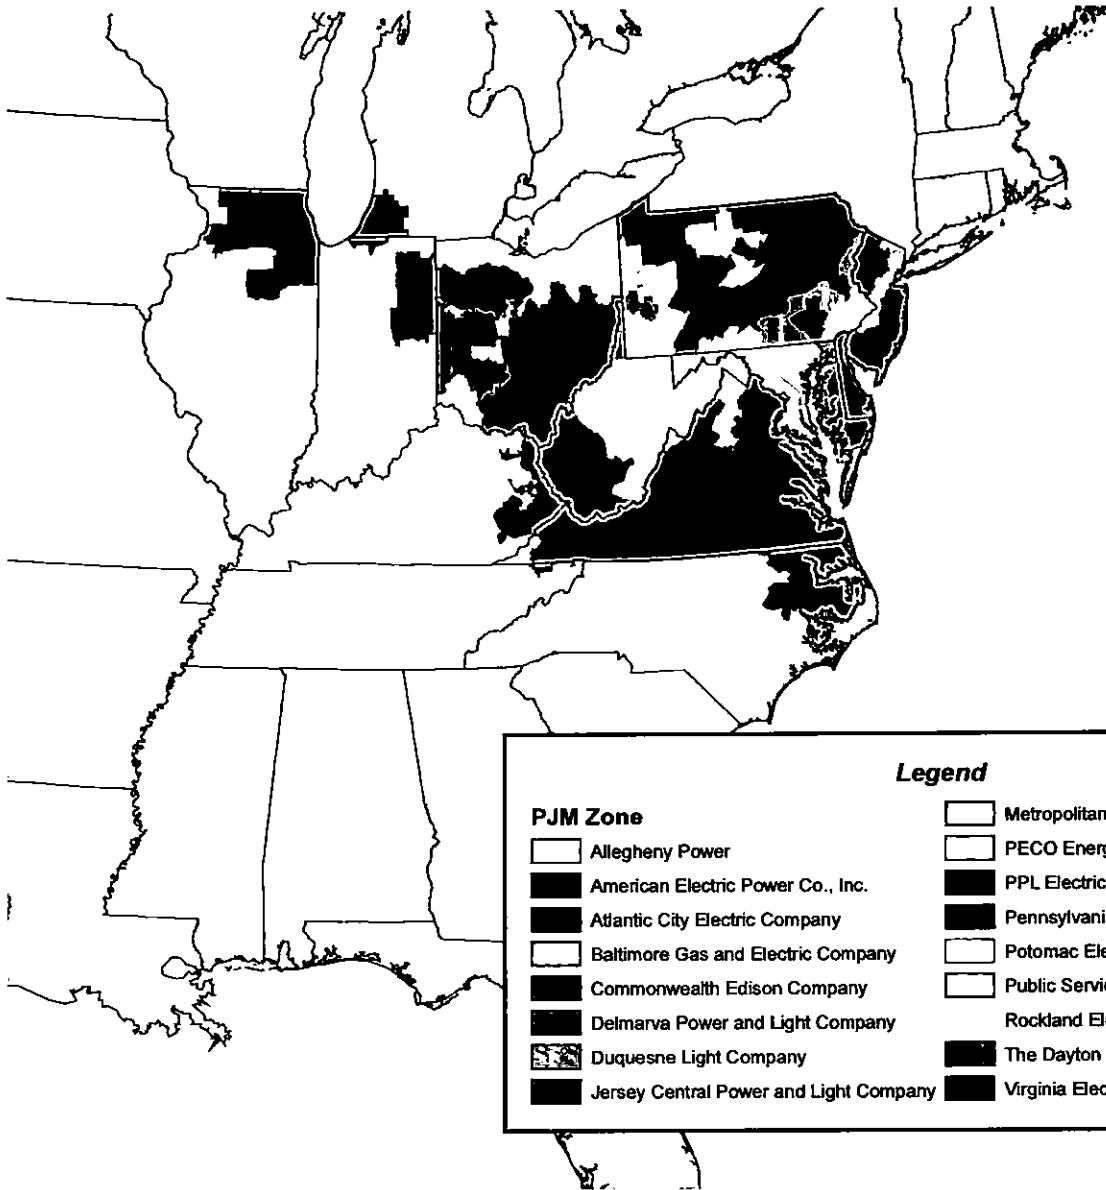 Legend
PJM Zone
Allegheny Power
American Electric Power Co., Inc.
Atlantic City Electric Company
Baltimore Gas and Electric Company
Commonwealth Edison Company
Delmarva Power and Light Company
Duquesne Light Company
Jersey Central Power and Light Company
Metropolitan
PECO Energ
PPL Electric
Pennsylvani
Potomac Ele
Public Servic
Rockland El
The Dayton
Virginia Elec